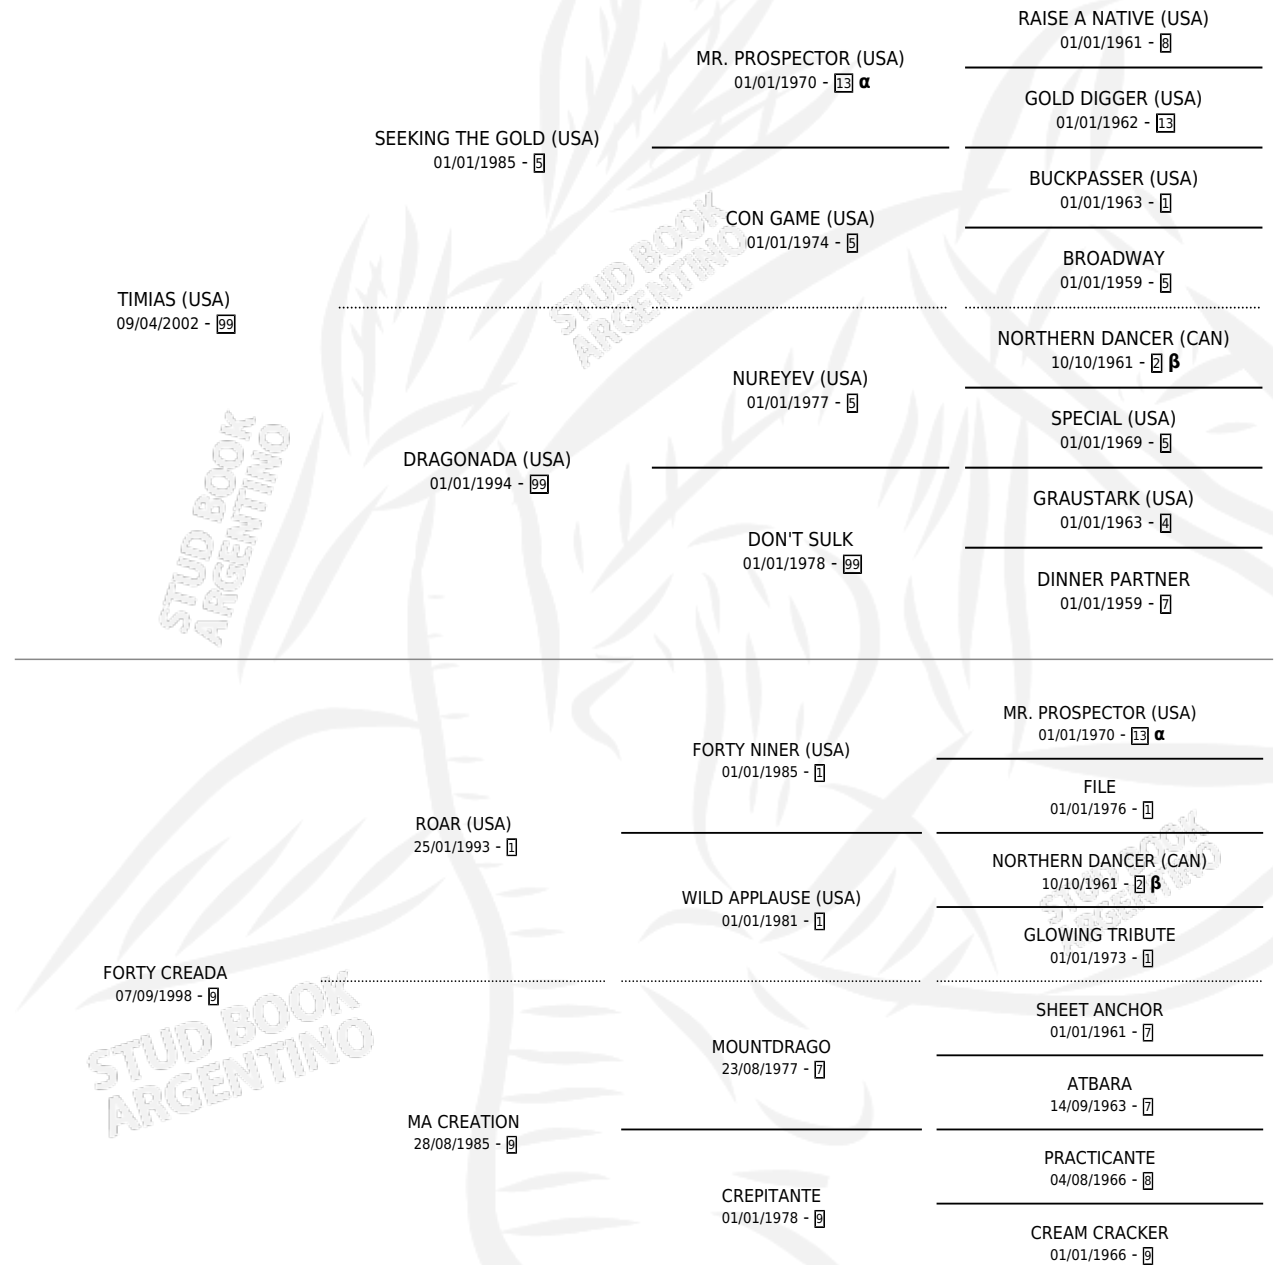 RAISE A NATIVE (USA)
01/01/1961 - 8
MR. PROSPECTOR (USA)
01/01/1970 - 13 α
GOLD DIGGER (USA)
01/01/1962 - 13
SEEKING THE GOLD (USA)
01/01/1985 - 5
BUCKPASSER (USA)
01/01/1963 - 1
CON GAME (USA)
01/01/1974 - 5
BROADWAY
01/01/1959 - 5
TIMIAS (USA)
09/04/2002 - 99
NORTHERN DANCER (CAN)
10/10/1961 - 2 β
NUREYEV (USA)
01/01/1977 - 5
SPECIAL (USA)
01/01/1969 - 5
DRAGONADA (USA)
01/01/1994 - 99
GRAUSTARK (USA)
01/01/1963 - 4
DON'T SULK
01/01/1978 - 99
DINNER PARTNER
01/01/1959 - 7
MR. PROSPECTOR (USA)
01/01/1970 - 13 α
FORTY NINER (USA)
01/01/1985 - 1
FILE
01/01/1976 - 1
ROAR (USA)
25/01/1993 - 1
NORTHERN DANCER (CAN)
10/10/1961 - 2 β
WILD APPLAUSE (USA)
01/01/1981 - 1
GLOWING TRIBUTE
01/01/1973 - 1
FORTY CREADA
07/09/1998 - 9
SHEET ANCHOR
01/01/1961 - 7
MOUNTDRAGO
23/08/1977 - 7
ATBARA
14/09/1963 - 7
MA CREATION
28/08/1985 - 9
PRACTICANTE
04/08/1966 - 8
CREPITANTE
01/01/1978 - 9
CREAM CRACKER
01/01/1966 - 9
STUD BOOK
ARGENTINO
STUD BOOK
ARGENTINO
STUD BOOK
ARGENTINO
STUD BOOK
ARGENTINO